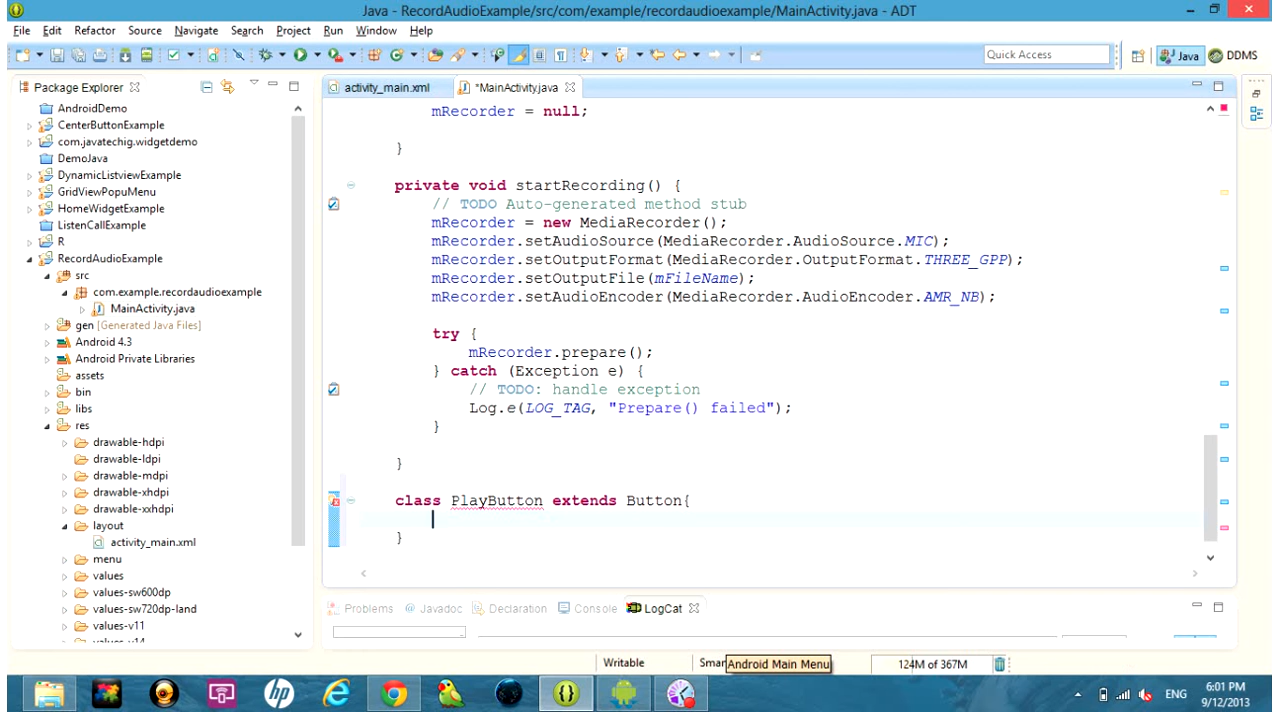 Java - RecordAudioExample/src/com/example/recordaudioexample/MainActivity.java - ADT
File Edit Refactor Source Navigate Search Project Run Window Help
Quick Access
Java
DDMS
Package Explorer
AndroidDemo
CenterButtonExample
com.javatechig.widgetdemo
DemoJava
DynamicListviewExample
GridViewPopuMenu
HomeWidgetExample
ListenCallExample
R
RecordAudioExample
src
com.example.recordaudioexample
MainActivity.java
gen [Generated Java Files]
Android 4.3
Android Private Libraries
assets
bin
libs
res
drawable-hdpi
drawable-ldpi
drawable-mdpi
drawable-xhdpi
drawable-xxhdpi
layout
activity_main.xml
menu
values
values-sw600dp
values-sw720dp-land
values-v11
values-v14
activity_main.xml
*MainActivity.java
mRecorder = null;
}
private void startRecording() {
// TODO Auto-generated method stub
mRecorder = new MediaRecorder();
mRecorder.setAudioSource(MediaRecorder.AudioSource.MIC);
mRecorder.setOutputFormat(MediaRecorder.OutputFormat.THREE_GPP);
mRecorder.setOutputFile(mFileName);
mRecorder.setAudioEncoder(MediaRecorder.AudioEncoder.AMR_NB);
try {
mRecorder.prepare();
} catch (Exception e) {
// TODO: handle exception
Log.e(LOG_TAG, "Prepare() failed");
}
}
class PlayButton extends Button{
}
Problems @ Javadoc Declaration Console LogCat
Writable
Smar
Android Main Menu
124M of 367M
ENG
6:01 PM
9/12/2013